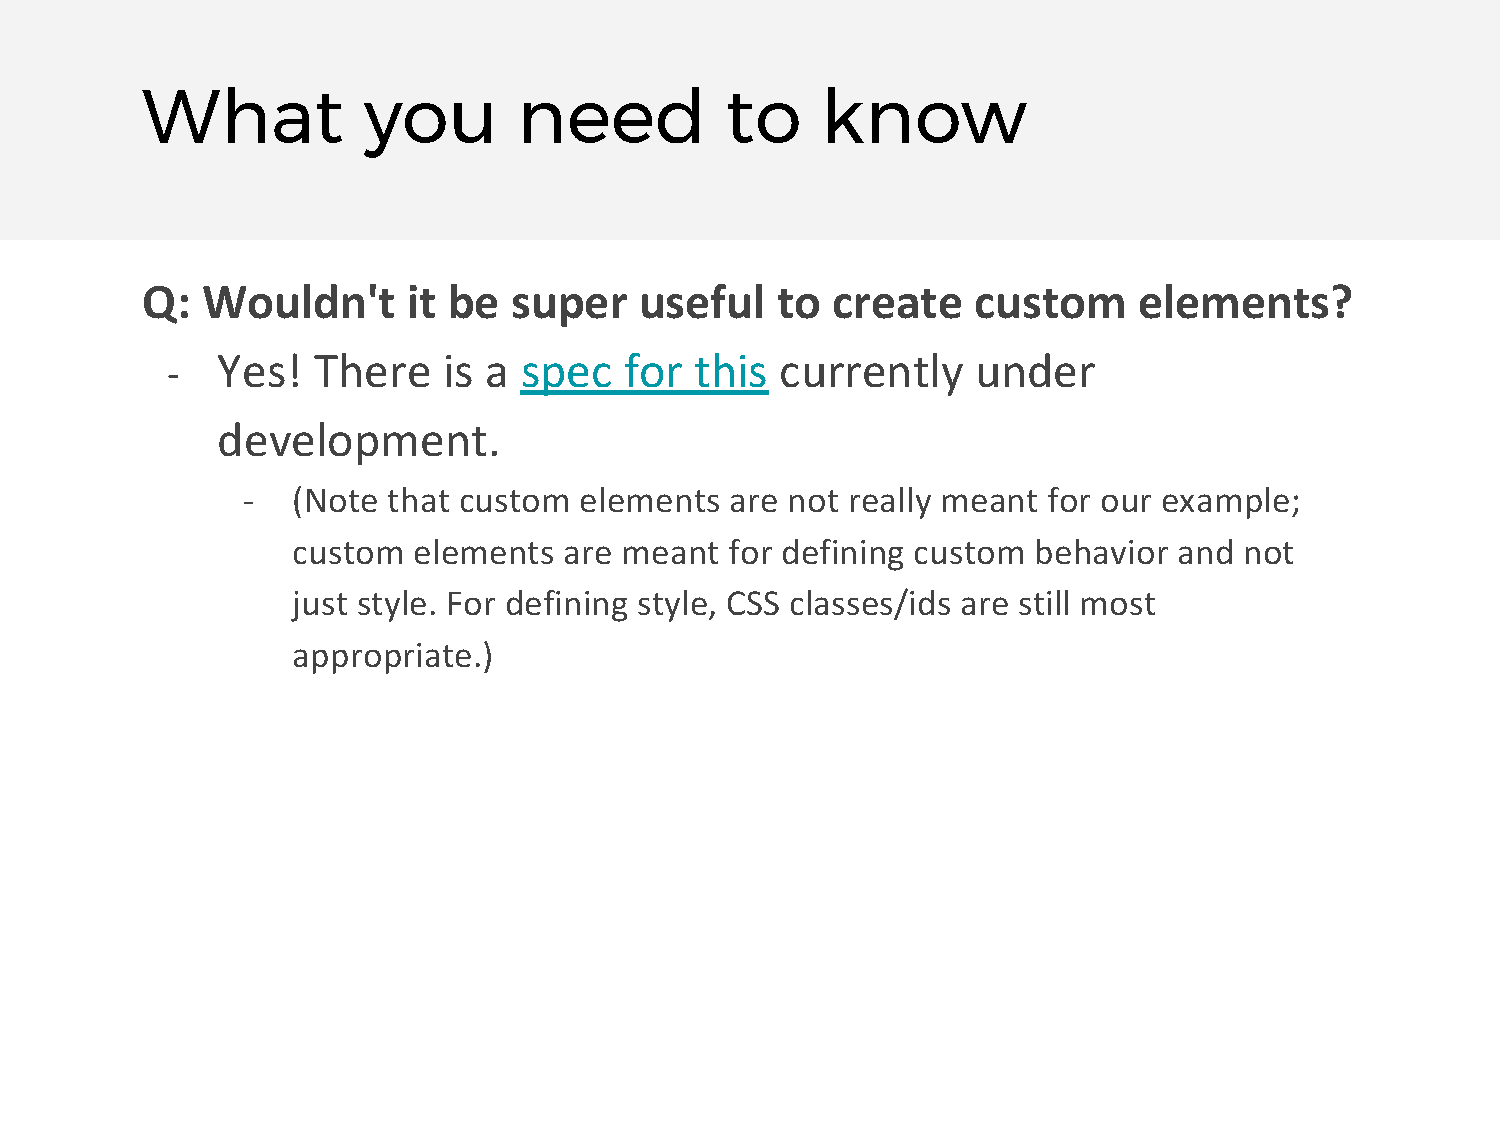 What you need to know
Q: Wouldn't it be super useful to create custom elements?
- Yes! There is a spec for this currently under
development.
- (Note that custom elements are not really meant for our example;
custom elements are meant for defining custom behavior and not
just style. For defining style, CSS classes/ids are still most
appropriate.)